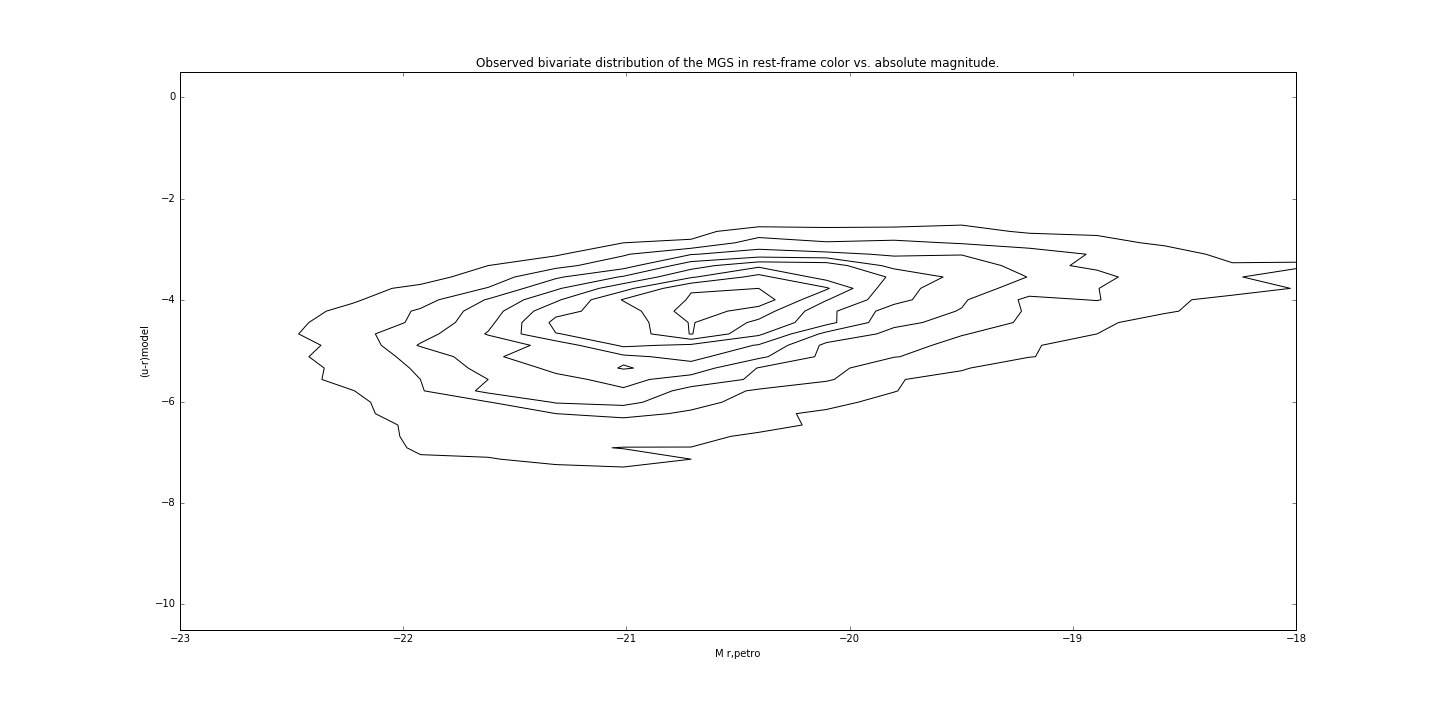 Observed bivariate distribution of the MGS in rest-frame color vs. absolute magnitude.
0
−2
−4
−6
−8
−10
(u-r)model
−23 −22 −21 −20 −19 −18
M r,petro